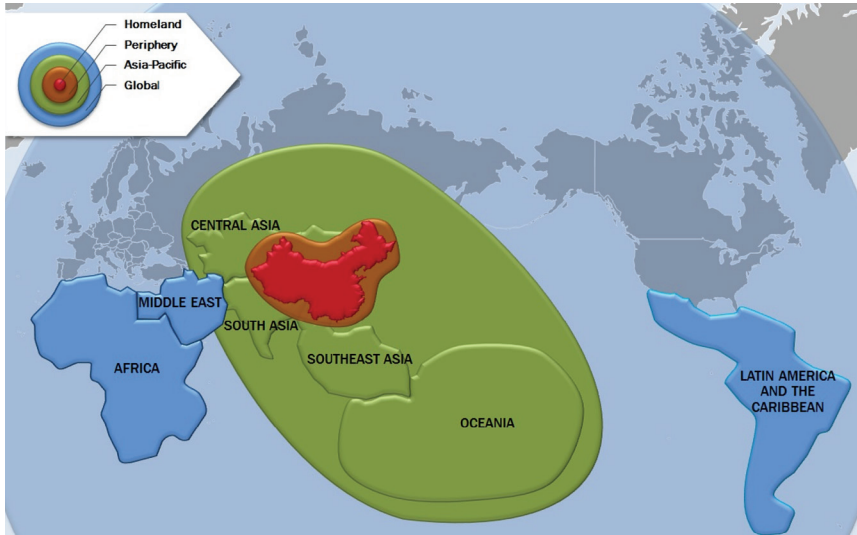 Homeland
Periphery
Asia-Pacific
Global
CENTRAL ASIA
MIDDLE EAST
SOUTH ASIA
SOUTHEAST ASIA
AFRICA
OCEANIA
LATIN AMERICA
AND THE
CARIBBEAN